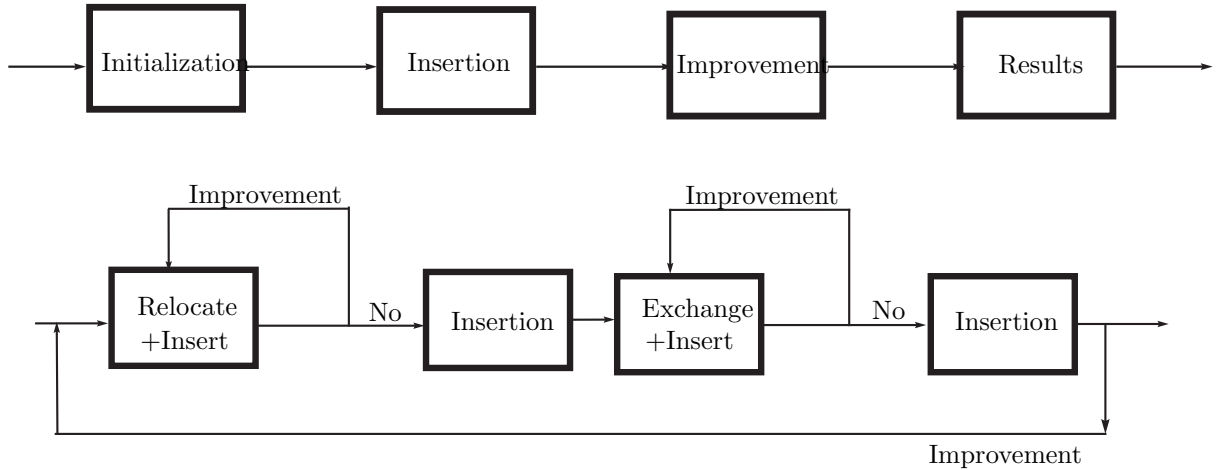 Initialization
Insertion
Improvement
Results
Improvement
Improvement
Relocate
+Insert
No
Insertion
Exchange
+Insert
No
Insertion
Improvement